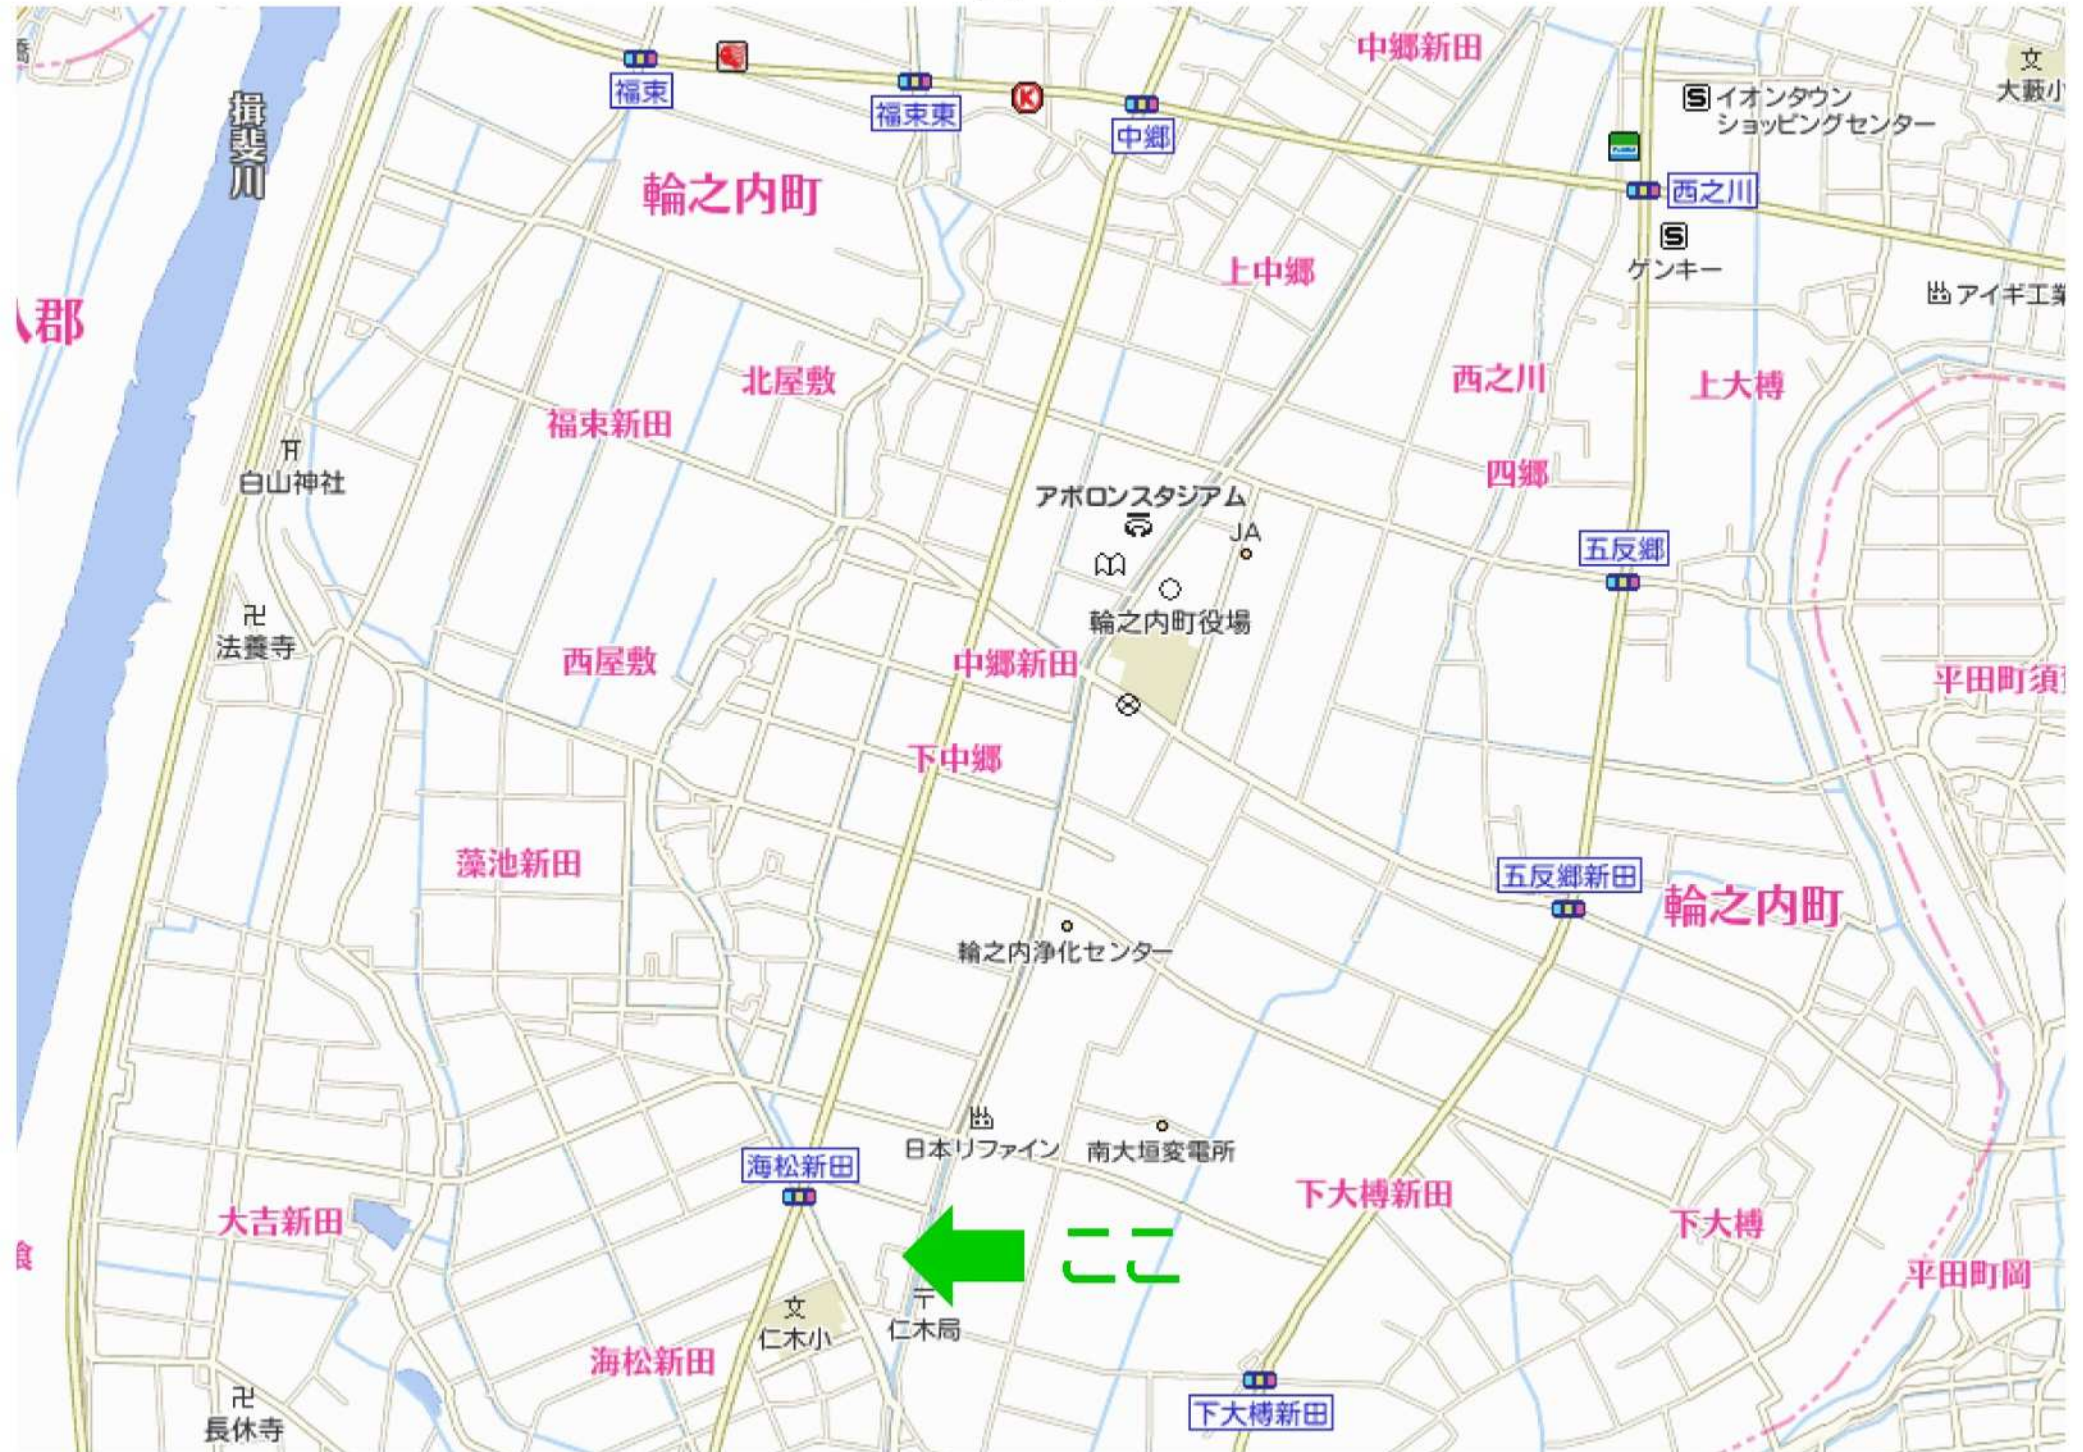 中郷新田
福束
福束東
K
中郷
S イオンタウン
ショッピングセンター
文
大藪小
揖斐川
輪之内町
西之川
S
ゲンキー
上中郷
アイギ工業
八郡
北屋敷
福束新田
西之川
上大榑
白山神社
四郷
アポロンスタジアム
JA
五反郷
卍
法養寺
輪之内町役場
西屋敷
中郷新田
平田町須
下中郷
藻池新田
五反郷新田
輪之内町
輪之内浄化センター
日本リファイン
南大垣変電所
海松新田
大吉新田
下大榑新田
下大榑
ここ
平田町岡
文
仁木小
〒
仁木局
海松新田
卍
長休寺
下大榑新田